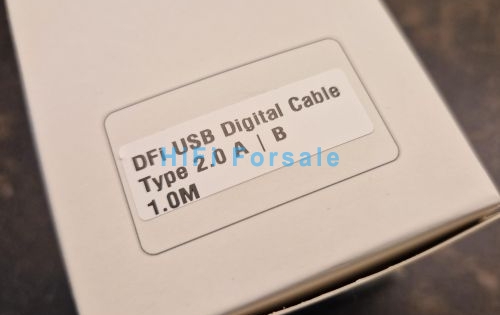 DFI USB Digital Cable
Type 2.0 A | B
1.0M
HiFi Forsale